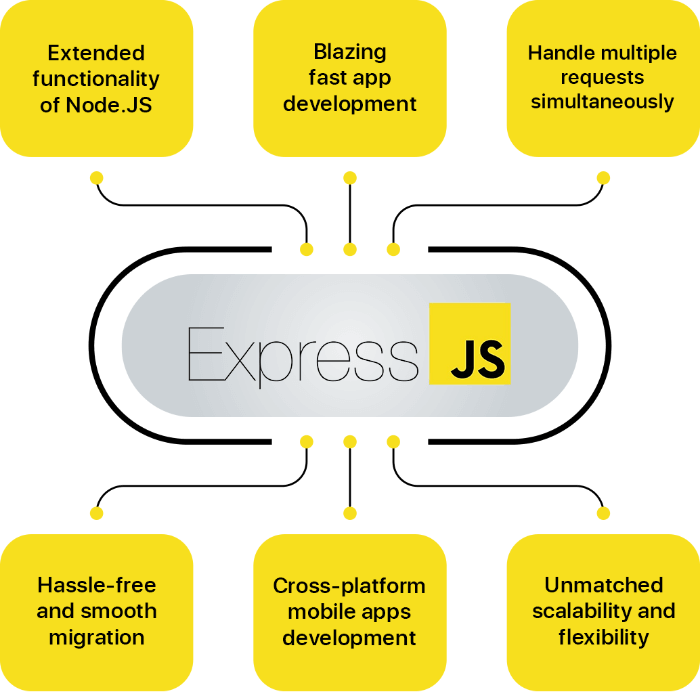 Extended
functionality
of Node.JS
Blazing
fast app
development
Handle multiple
requests
simultaneously
Express JS
Hassle-free
and smooth
migration
Cross-platform
mobile apps
development
Unmatched
scalability and
flexibility